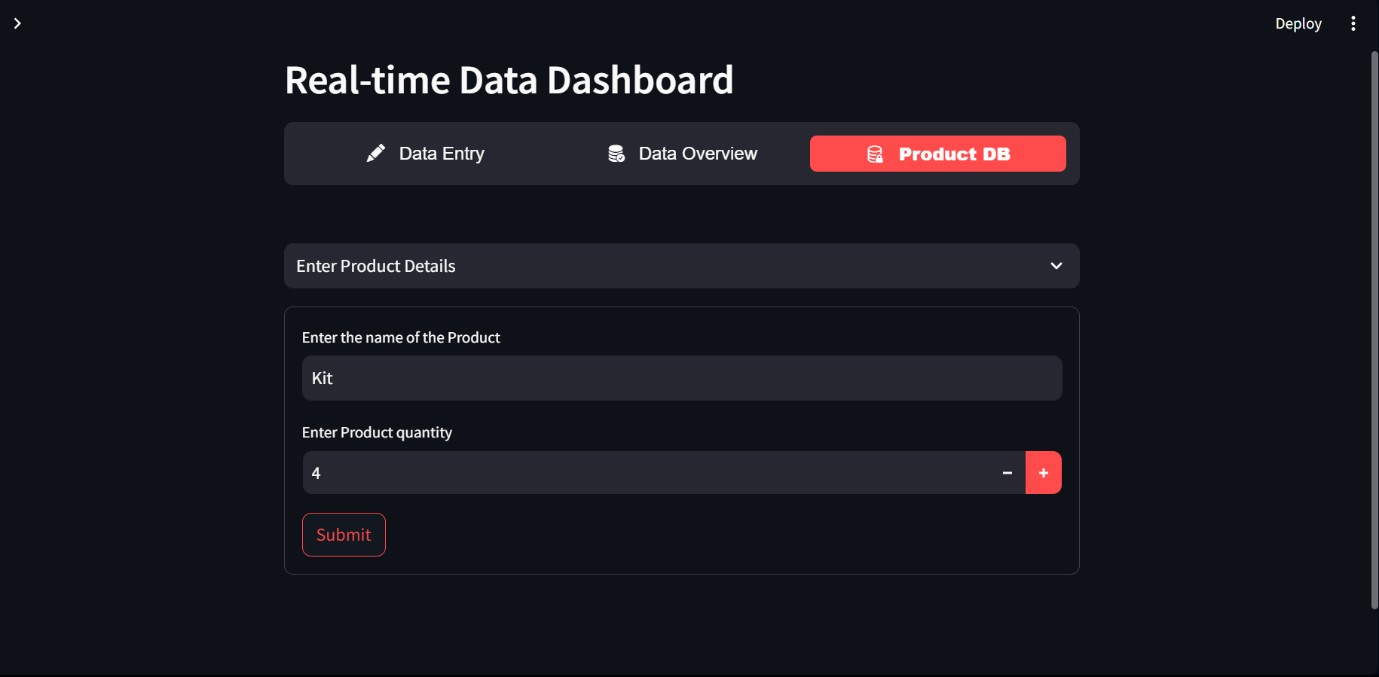 Deploy
Real-time Data Dashboard
Data Entry
Data Overview
Product DB
Enter Product Details
Enter the name of the Product
Kit
Enter Product quantity
4
Submit